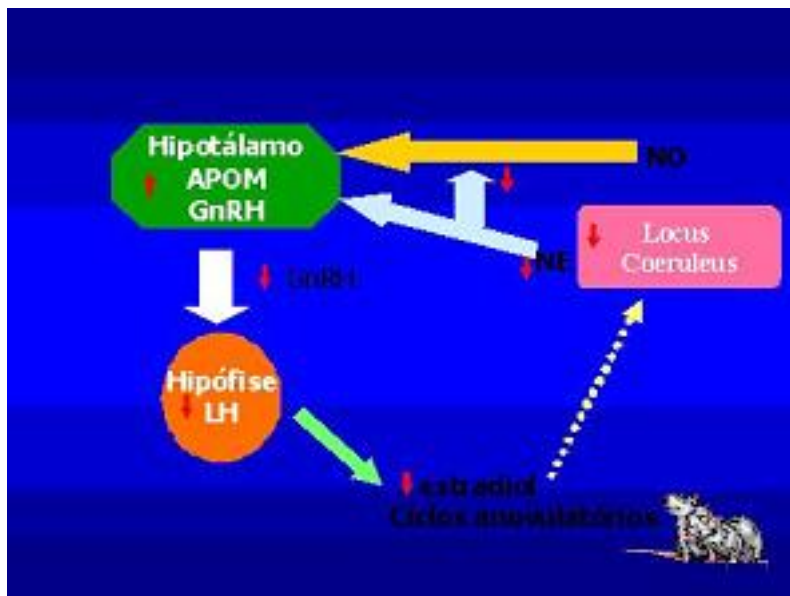 Hipotálamo
APOM
GnRH
NO
Locus
Coeruleus
NE
GnRH
Hipófise
LH
estradiol
Ciclos anovulatórios